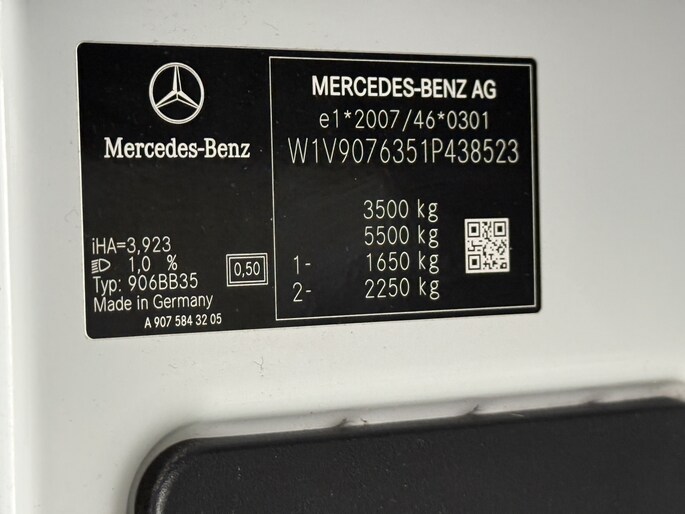 Mercedes-Benz
iHA=3,923
1,0 %
Typ: 906BB35
Made in Germany
A 907 584 32 05
0,50
MERCEDES-BENZ AG
e1*2007/46*0301
W1V9076351P438523
3500 kg
5500 kg
1- 1650 kg
2- 2250 kg